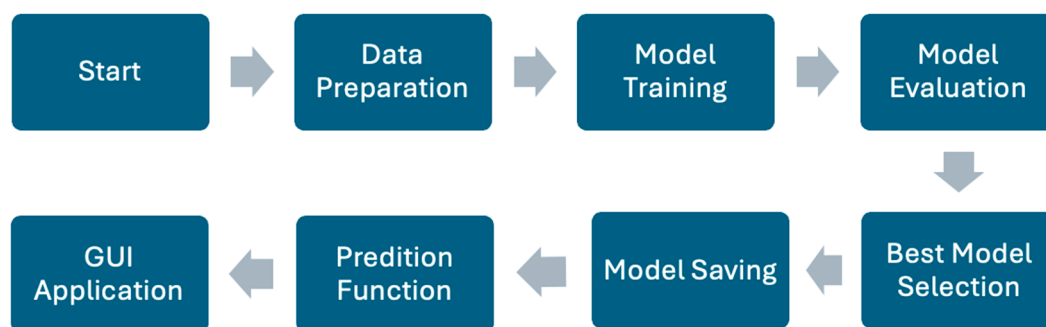 Start
Data
Preparation
Model
Training
Model
Evaluation
Best Model
Selection
Model Saving
Predition
Function
GUI
Application